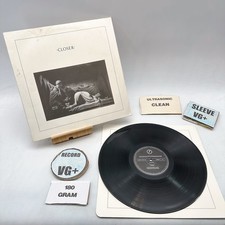 CLOSER
ULTRASONIC
CLEAN
SLEEVE
VG+
RECORD
VG+
180
GRAM